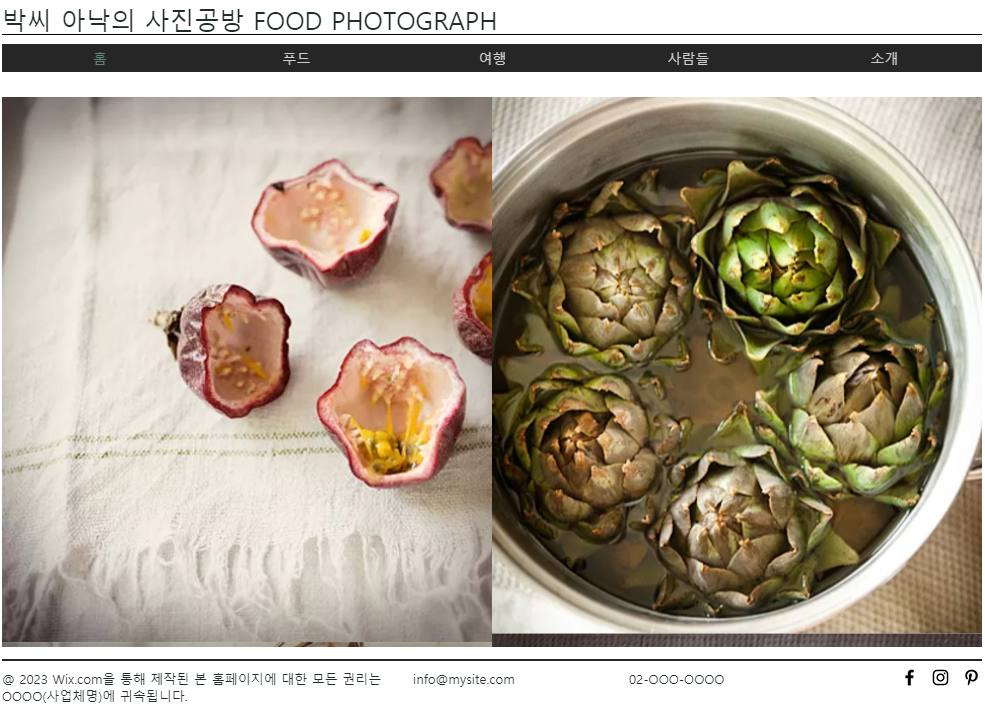 박씨 아낙의 사진공방 FOOD PHOTOGRAPH
홈 푸드 여행 사람들 소개
@ 2023 Wix.com을 통해 제작된 본 홈페이지에 대한 모든 권리는
OOOO(사업체명)에 귀속됩니다.
info@mysite.com
02-OOO-OOOO